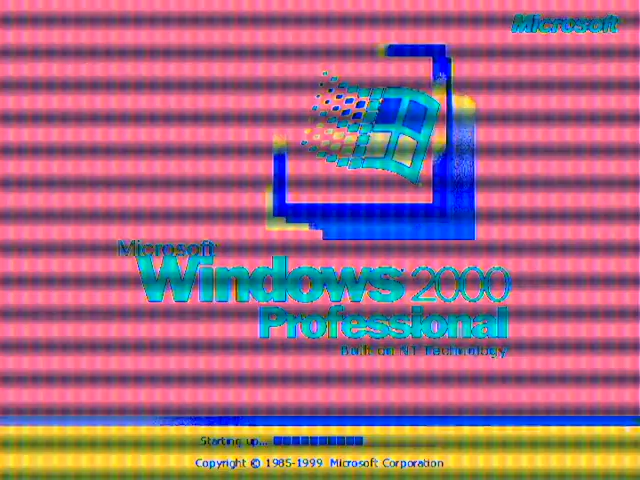 Microsoft
Microsoft
Windows 2000
Professional
Built on NT Technology
Starting up...
Copyright © 1985-1999 Microsoft Corporation